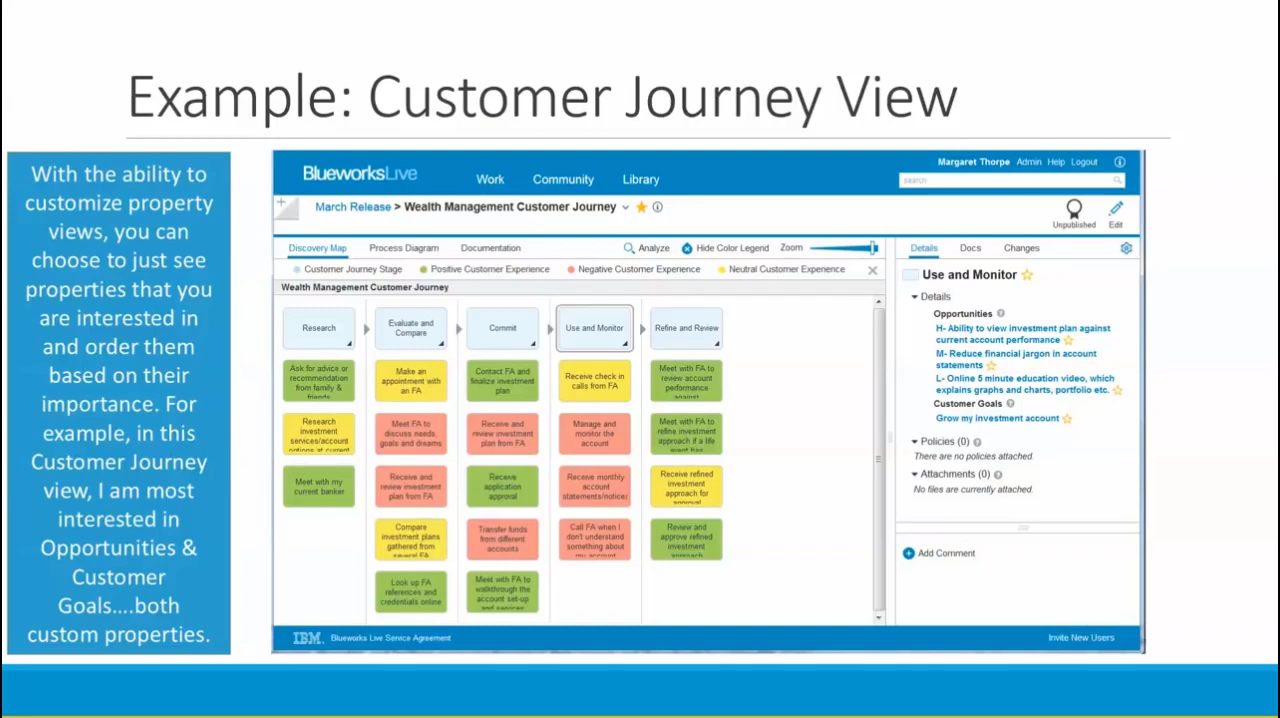 Example: Customer Journey View
With the ability to
customize property
views, you can
choose to just see
properties that you
are interested in
and order them
based on their
importance. For
example, in this
Customer Journey
view, I am most
interested in
Opportunities &
Customer
Goals....both
custom properties.
BlueworksLive
Work
Community
Library
Margaret Thorpe Admin Help Logout
search
March Release > Wealth Management Customer Journey
Unpublished
Edit
Discovery Map
Process Diagram
Documentation
Analyze
Hide Color Legend
Zoom
Customer Journey Stage
Positive Customer Experience
Negative Customer Experience
Neutral Customer Experience
Wealth Management Customer Journey
Research
Ask for advice or
recommendation
from family &
friends
Research
investment
services/account
options at current
Meet with my
current banker
Evaluate and
Compare
Make an
appointment with
an FA
Meet FA to
discuss needs,
goals and dreams
Receive and
review investment
plan from FA
Compare
investment plans
gathered from
several FA
Look up FA
references and
credentials online
Commit
Contact FA and
finalize investment
plan
Receive and
review investment
plan from FA
Receive
application
approval
Transfer funds
from different
accounts
Meet with FA to
walkthrough the
account set-up
and services
Use and Monitor
Receive check in
calls from FA
Manage and
monitor the
account
Receive monthly
account
statements/notices
Call FA when I
don't understand
something about
my account
Refine and Review
Meet with FA to
review account
performance
against
Meet with FA to
refine investment
approach if a life
event
Receive refined
investment
approach for
approval
Review and
approve refined
investment
approach
Details
Docs
Changes
Use and Monitor
Details
Opportunities
H- Ability to view investment plan against
current account performance
M- Reduce financial jargon in account
statements
L- Online 5 minute education video, which
explains graphs and charts, portfolio etc.
Customer Goals
Grow my investment account
Policies (0)
There are no policies attached.
Attachments (0)
No files are currently attached.
Add Comment
IBM. Blueworks Live Service Agreement
Invite New Users